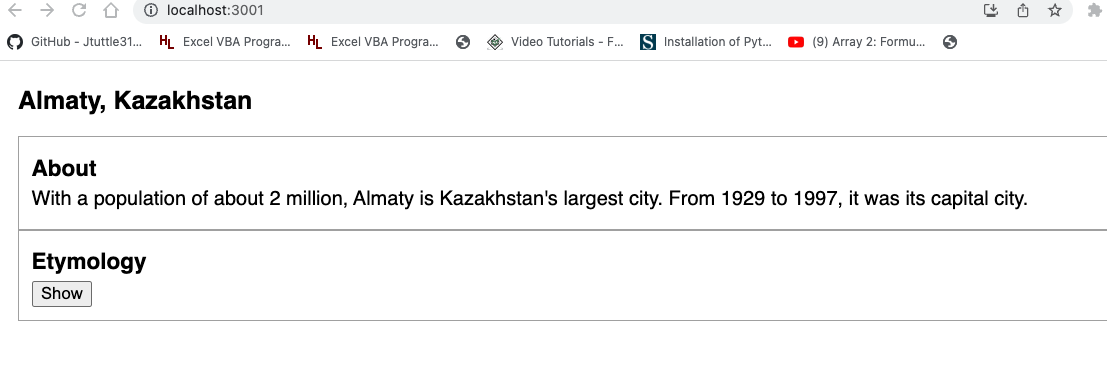 localhost:3001
GitHub - Jtuttle31... HL Excel VBA Progra... HL Excel VBA Progra... Video Tutorials - F... S Installation of Pyt... (9) Array 2: Formu...
Almaty, Kazakhstan
About
With a population of about 2 million, Almaty is Kazakhstan's largest city. From 1929 to 1997, it was its capital city.
Etymology
Show